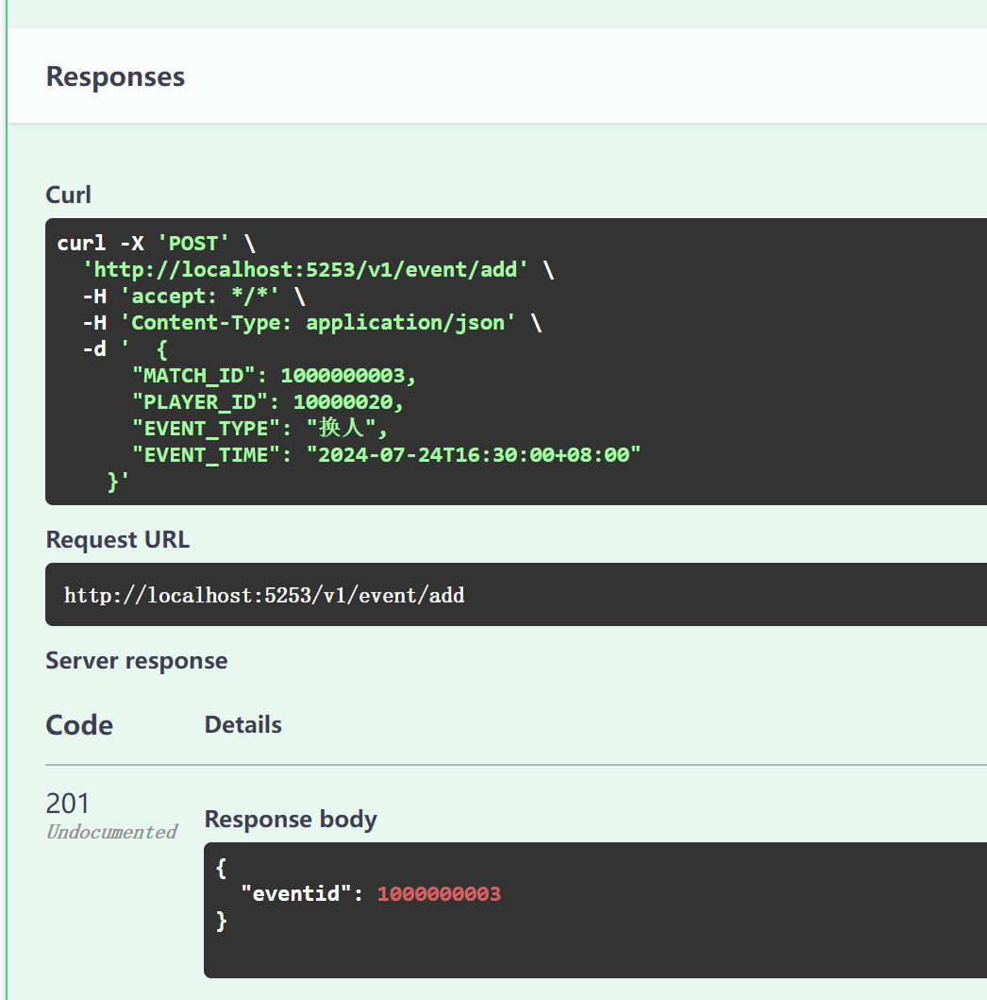 Responses
Curl
curl -X 'POST' \
  'http://localhost:5253/v1/event/add' \
  -H 'accept: */*' \
  -H 'Content-Type: application/json' \
  -d '  {
      "MATCH_ID": 1000000003,
      "PLAYER_ID": 10000020,
      "EVENT_TYPE": "换人",
      "EVENT_TIME": "2024-07-24T16:30:00+08:00"
    }'
Request URL
http://localhost:5253/v1/event/add
Server response
Code Details
201
Undocumented
Response body
{
  "eventid": 1000000003
}